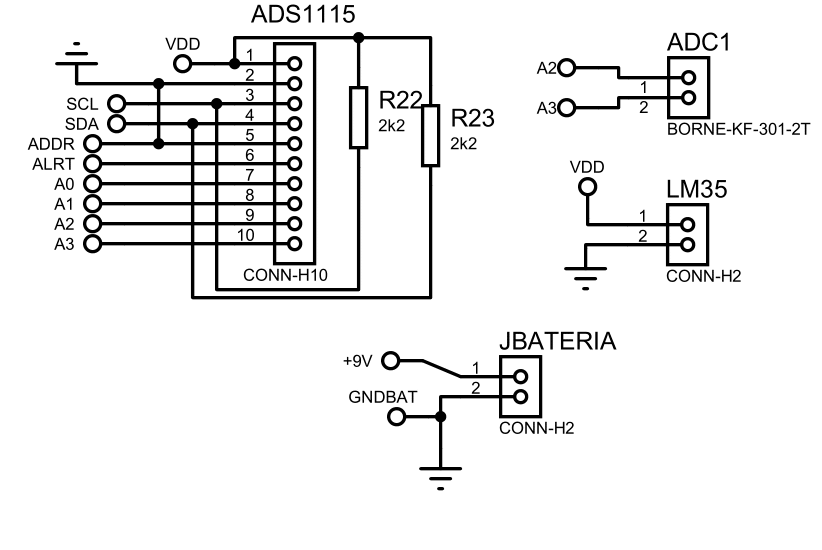 ADS1115
VDD
1
2
SCL
3
SDA
4
ADDR
5
ALRT
6
A0
7
A1
8
A2
9
A3
10
CONN-H10
R22
2k2
R23
2k2
ADC1
A2
1
A3
2
BORNE-KF-301-2T
VDD
LM35
1
2
CONN-H2
JBATERIA
+9V
1
2
GNDBAT
CONN-H2